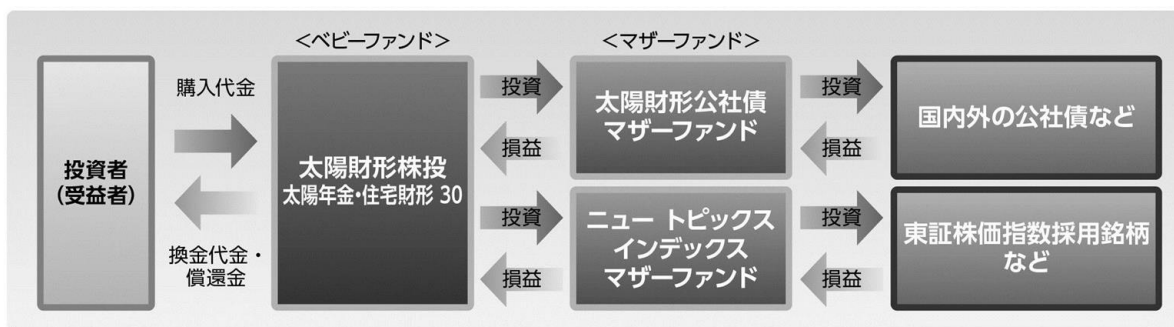 <ベビーファンド>
<マザーファンド>
投資者
(受益者)
購入代金
換金代金・
償還金
太陽財形株投
太陽年金・住宅財形 30
投資
損益
太陽財形公社債
マザーファンド
投資
損益
国内外の公社債など
投資
損益
ニュー トピックス
インデックス
マザーファンド
投資
損益
東証株価指数採用銘柄
など